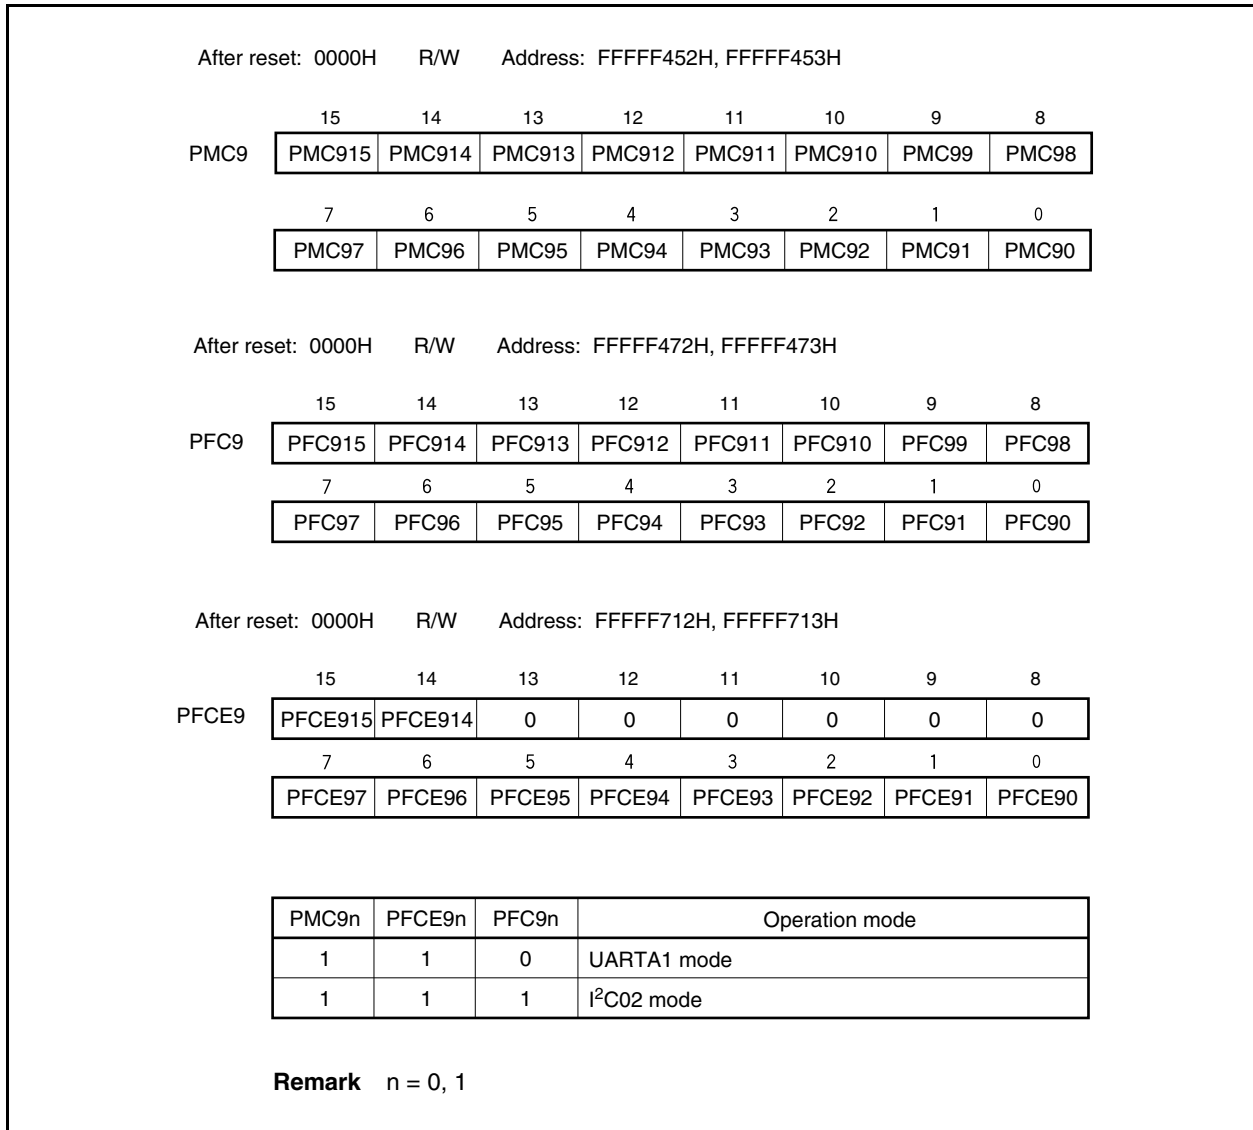 After reset: 0000H R/W Address: FFFFF452H, FFFFF453H
15 14 13 12 11 10 9 8
PMC9 PMC915 PMC914 PMC913 PMC912 PMC911 PMC910 PMC99 PMC98
7 6 5 4 3 2 1 0
PMC97 PMC96 PMC95 PMC94 PMC93 PMC92 PMC91 PMC90
After reset: 0000H R/W Address: FFFFF472H, FFFFF473H
15 14 13 12 11 10 9 8
PFC9 PFC915 PFC914 PFC913 PFC912 PFC911 PFC910 PFC99 PFC98
7 6 5 4 3 2 1 0
PFC97 PFC96 PFC95 PFC94 PFC93 PFC92 PFC91 PFC90
After reset: 0000H R/W Address: FFFFF712H, FFFFF713H
15 14 13 12 11 10 9 8
PFCE9 PFCE915 PFCE914 0 0 0 0 0 0
7 6 5 4 3 2 1 0
PFCE97 PFCE96 PFCE95 PFCE94 PFCE93 PFCE92 PFCE91 PFCE90
PMC9n PFCE9n PFC9n Operation mode
1 1 0 UARTA1 mode
1 1 1 I²C02 mode
Remark n = 0, 1